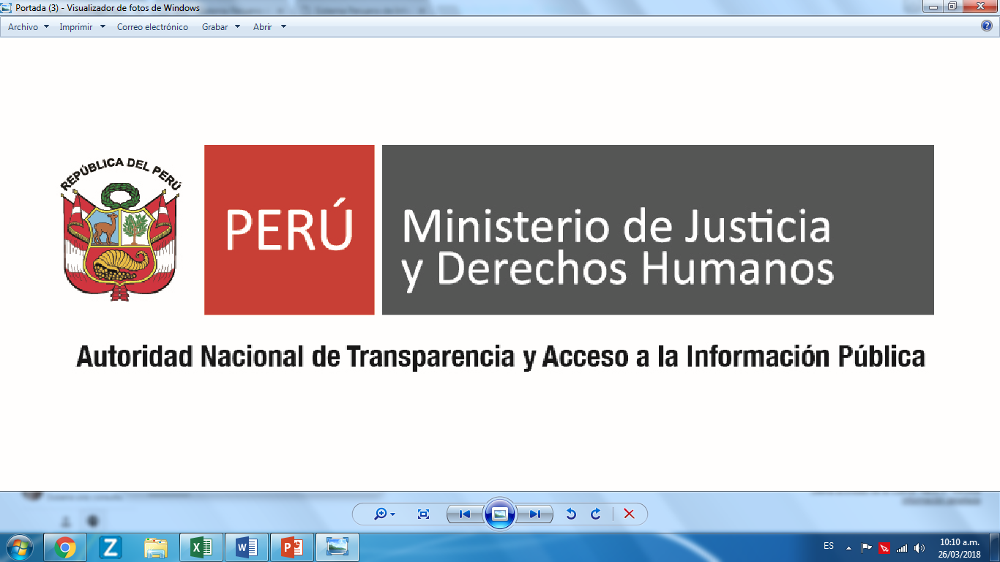 Portada (3) - Visualizador de fotos de Windows
Archivo Imprimir Correo electrónico Grabar Abrir
REPÚBLICA DEL PERÚ
PERÚ
Ministerio de Justicia
y Derechos Humanos
Autoridad Nacional de Transparencia y Acceso a la Información Pública
ES
10:10 a.m.
26/03/2018